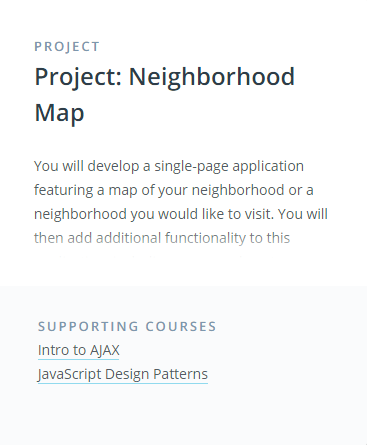 PROJECT
Project: Neighborhood
Map
You will develop a single-page application
featuring a map of your neighborhood or a
neighborhood you would like to visit. You will
then add additional functionality to this
SUPPORTING COURSES
Intro to AJAX
JavaScript Design Patterns